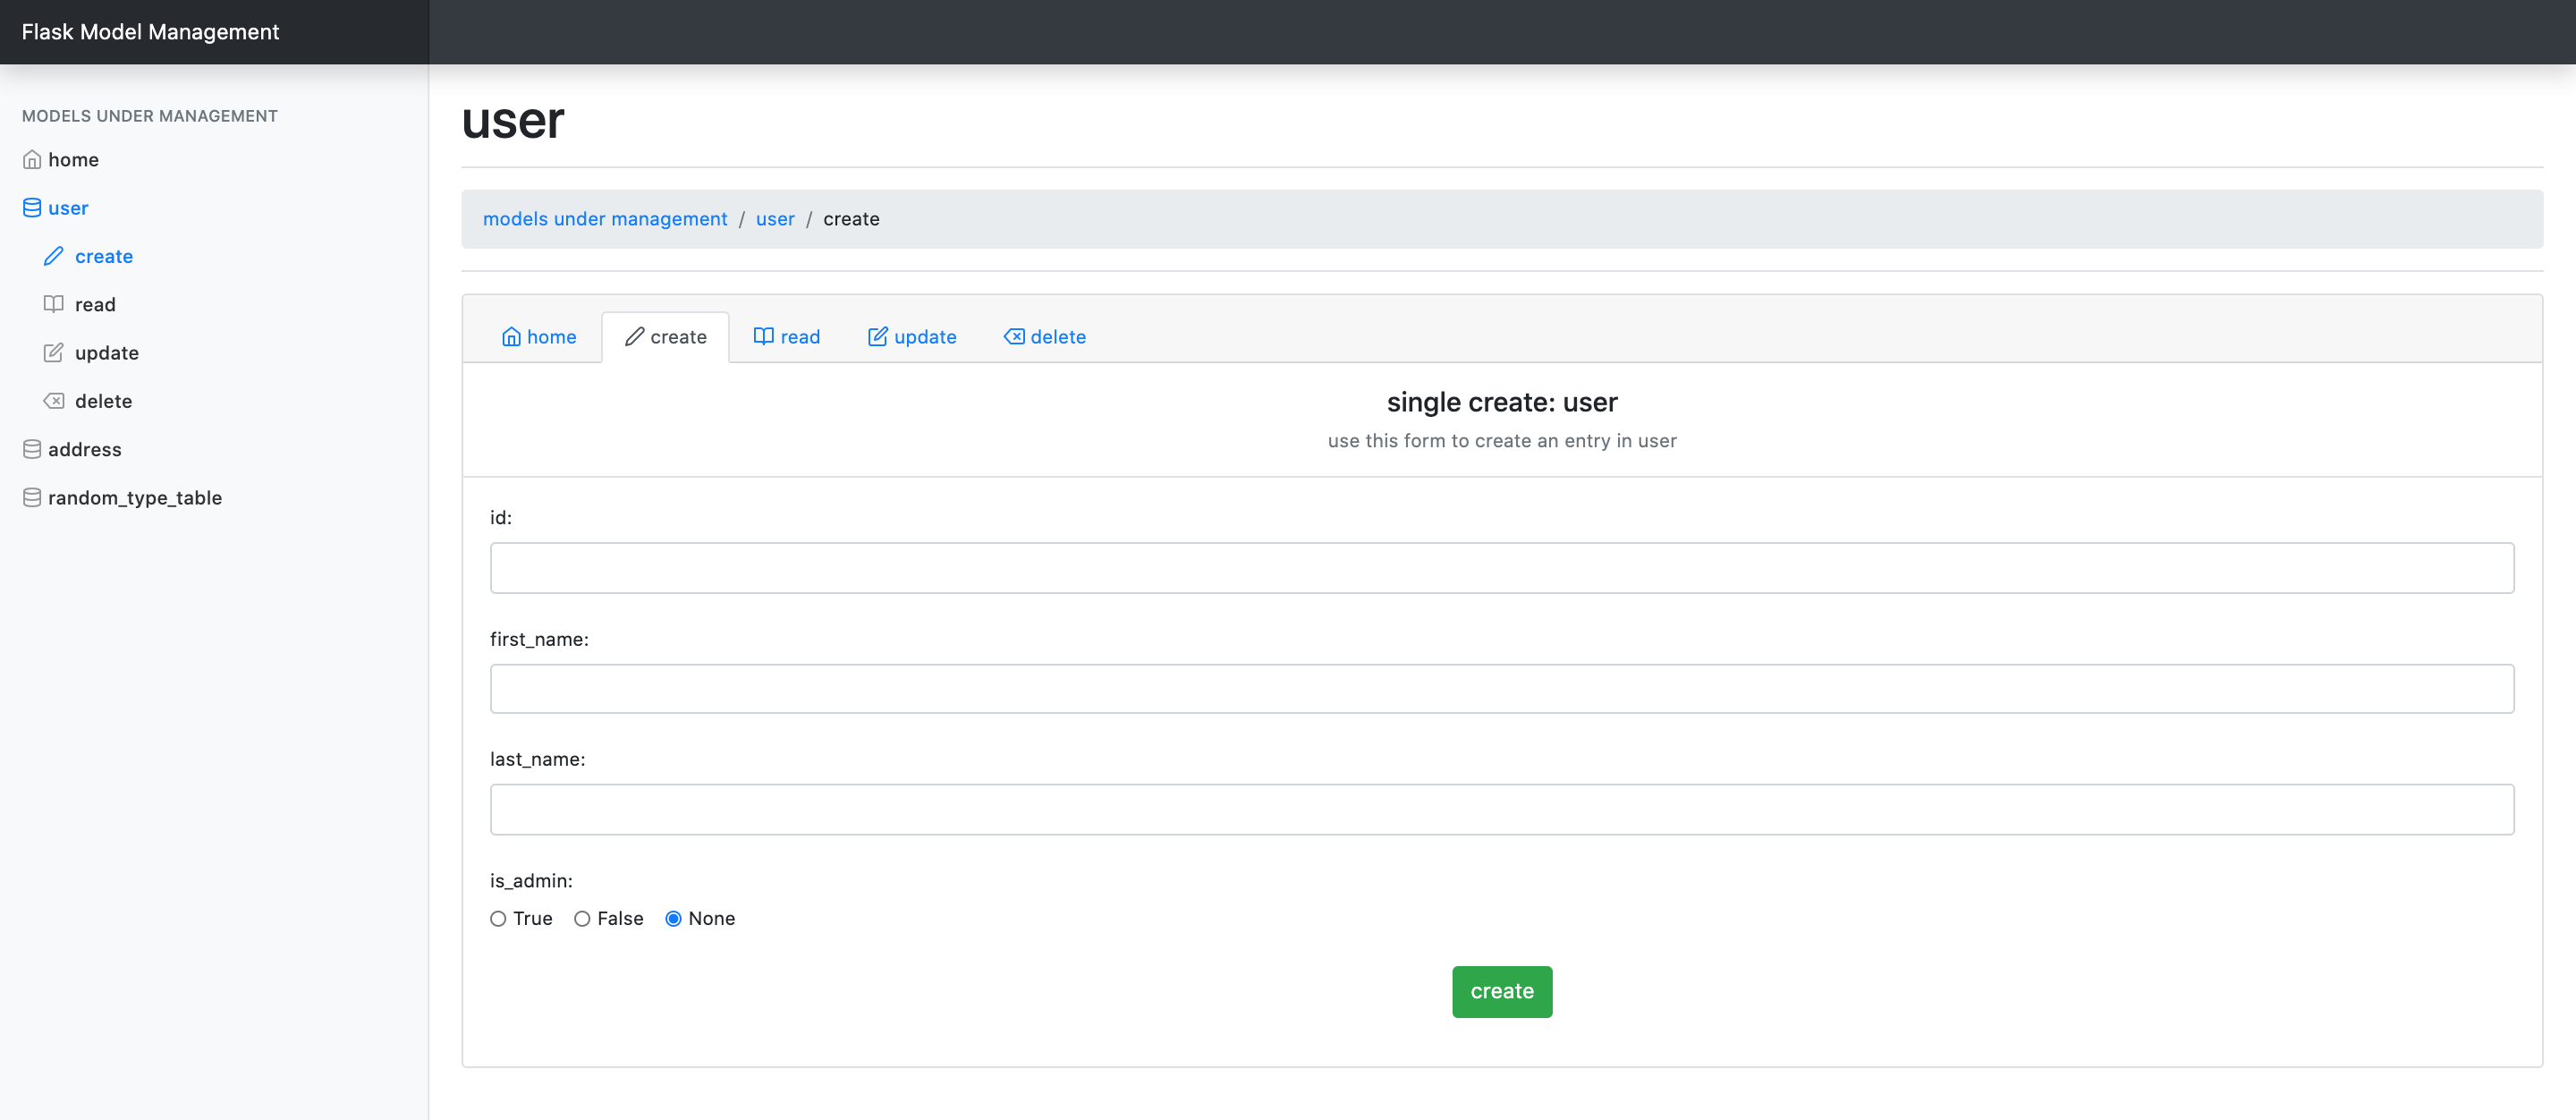 Flask Model Management
MODELS UNDER MANAGEMENT
home
user
create
read
update
delete
address
random_type_table
user
models under management / user / create
home create read update delete
single create: user
use this form to create an entry in user
id:
first_name:
last_name:
is_admin:
True False None
create